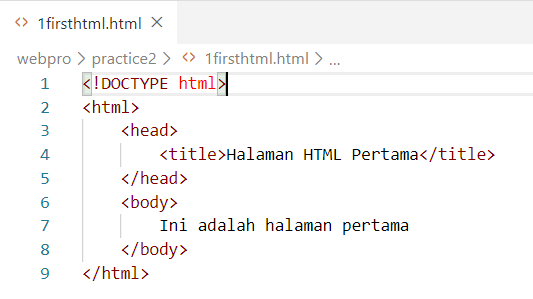 <> 1firsthtml.html ×
webpro > practice2 > <> 1firsthtml.html > ...
1 <!DOCTYPE html>
2 <html>
3     <head>
4         <title>Halaman HTML Pertama</title>
5     </head>
6     <body>
7         Ini adalah halaman pertama
8     </body>
9 </html>